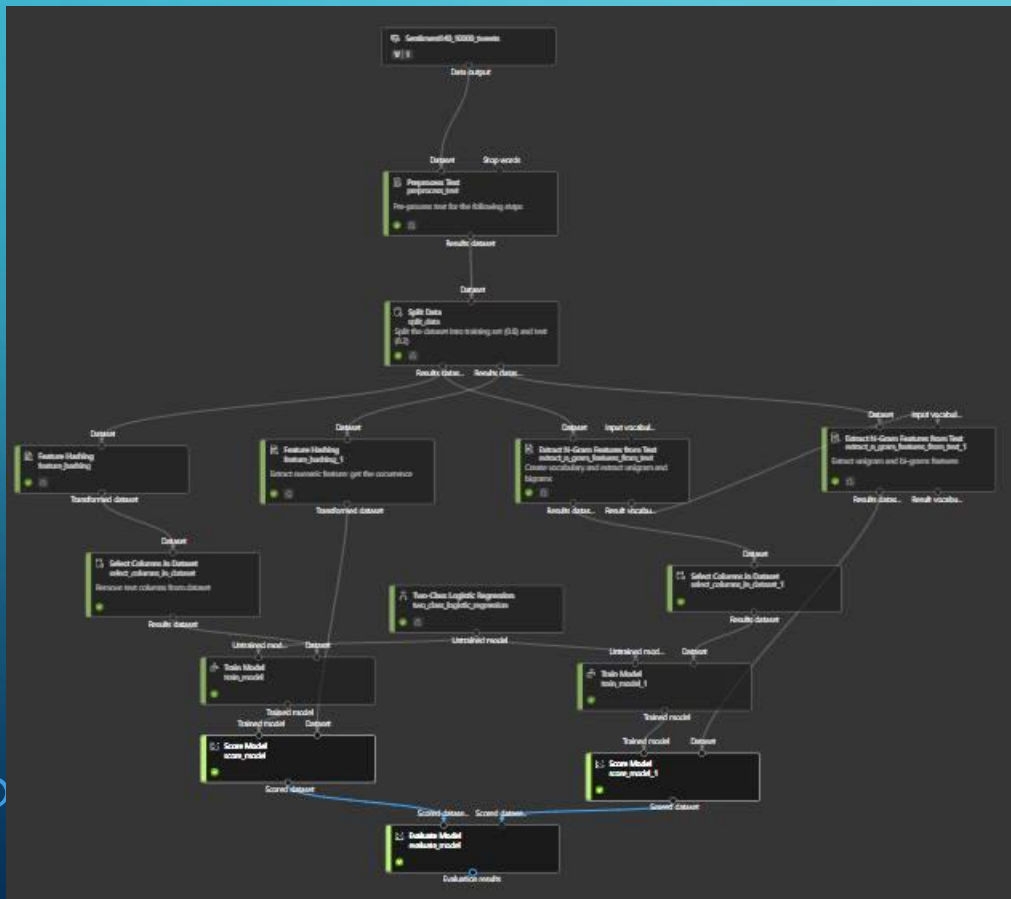 Sentiment140_10000_tweets
Data output
Dataset Stop words
Preprocess Text
preprocess_text
Pre-process text for the following steps
Results dataset
Dataset
Split Data
split_data
Split the dataset into training set (0.8) and test
(0.2)
Results datas... Results datas...
Dataset
Feature Hashing
feature_hashing
Transformed dataset
Dataset
Feature Hashing
feature_hashing_1
Extract numeric feature: get the occurrence
Transformed dataset
Dataset Input vocabul...
Extract N-Gram Features from Text
extract_n_gram_features_from_text
Create vocabulary and extract unigram and
bigrams
Results datas... Result vocabu...
Dataset Input vocabul...
Extract N-Gram Features from Text
extract_n_gram_features_from_text_1
Extract unigram and bi-grams features
Results datas... Result vocabu...
Dataset
Select Columns in Dataset
select_columns_in_dataset
Remove text columns from dataset
Results dataset
Two-Class Logistic Regression
two_class_logistic_regression
Untrained model
Dataset
Select Columns in Dataset
select_columns_in_dataset_1
Results dataset
Untrained mod... Dataset
Train Model
train_model
Trained model
Untrained mod... Dataset
Train Model
train_model_1
Trained model
Trained model Dataset
Score Model
score_model
Scored dataset
Trained model Dataset
Score Model
score_model_1
Scored dataset
Scored datase... Scored datase...
Evaluate Model
evaluate_model
Evaluation results